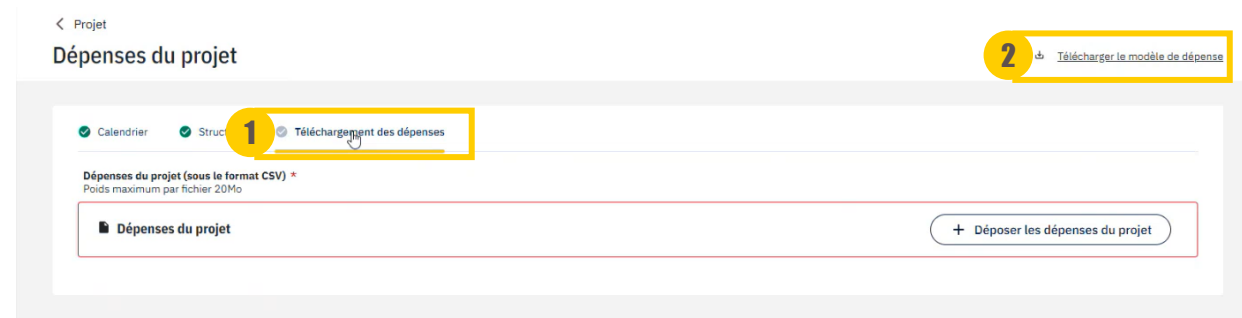 Projet
Dépenses du projet
2
Télécharger le modèle de dépense
Calendrier
Struct
1
Téléchargement des dépenses
Dépenses du projet (sous le format CSV) *
Poids maximum par fichier 20Mo
Dépenses du projet
+ Déposer les dépenses du projet